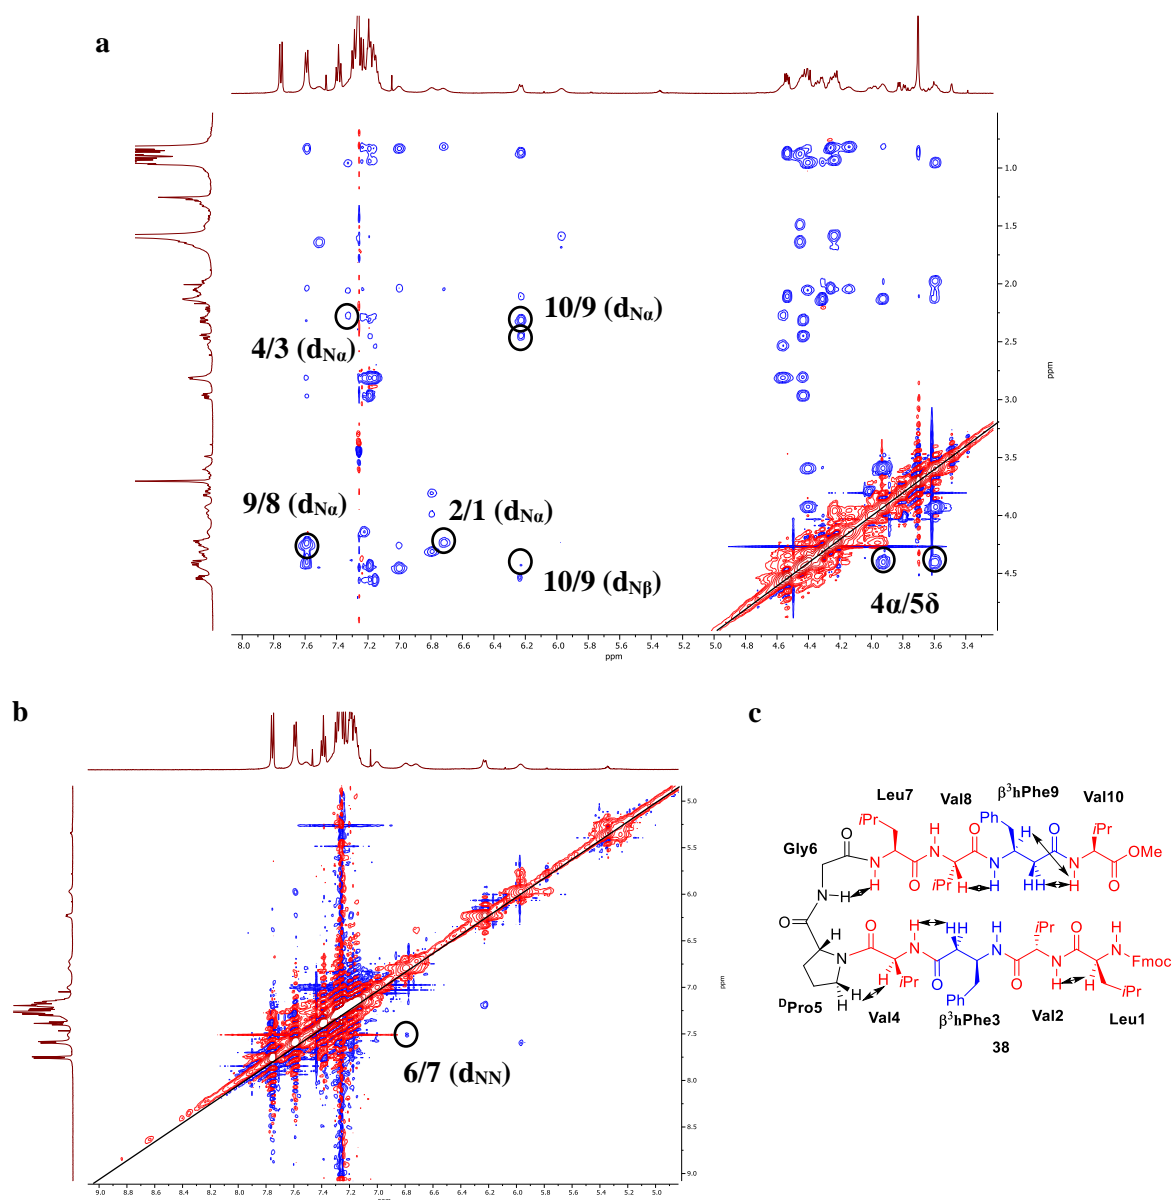 a
1.0
1.5
2.0
2.5
3.0
3.5
4.0
4.5
ppm
10/9 (dNα)
4/3 (dNα)
9/8 (dNα)
2/1 (dNα)
10/9 (dNβ)
4α/5δ
8.0 7.8 7.6 7.4 7.2 7.0 6.8 6.6 6.4 6.2 6.0 5.8 5.6 5.4 5.2 5.0 4.8 4.6 4.4 4.2 4.0 3.8 3.6 3.4
ppm
b
5.0
5.5
6.0
6.5
7.0
7.5
8.0
8.5
9.0
ppm
6/7 (dNN)
9.0 8.8 8.6 8.4 8.2 8.0 7.8 7.6 7.4 7.2 7.0 6.8 6.6 6.4 6.2 6.0 5.8 5.6 5.4 5.2 5.0
ppm
c
β³hPhe9
Leu7 Val8 Val10
iPr Ph H O iPr
Gly6 O H O H O H OMe
N N N N
H H iPr H H H H H O
N H
O H O H H H O iPr H O H
N N N N N Fmoc
H iPr O Ph O H H iPr
ᴰPro5 H
Val4 β³hPhe3 Val2 Leu1
38